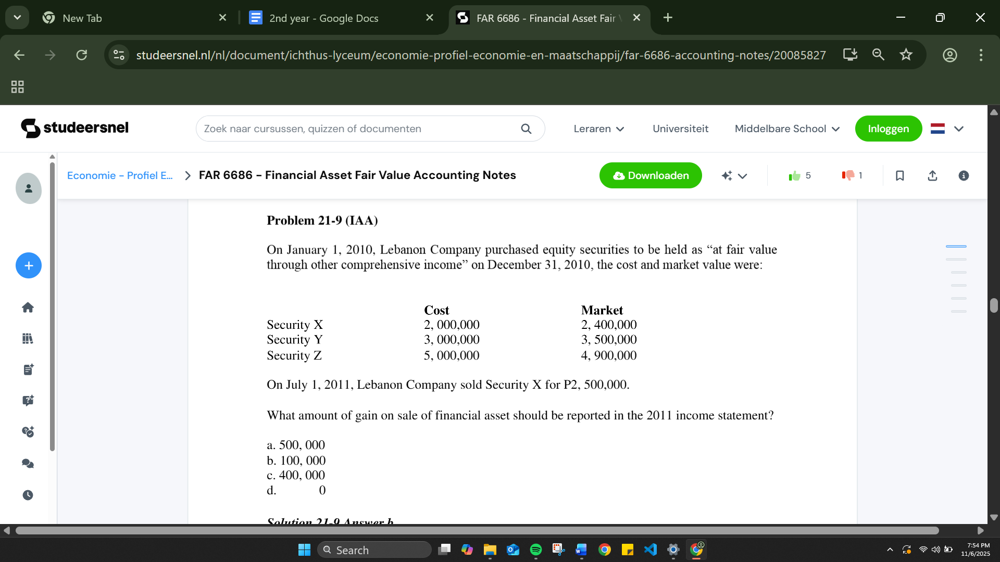 New Tab
2nd year - Google Docs
FAR 6686 - Financial Asset Fair
studeersnel.nl/nl/document/ichthus-lyceum/economie-profiel-economie-en-maatschappij/far-6686-accounting-notes/20085827
studeersnel
Zoek naar cursussen, quizzen of documenten
Leraren
Universiteit
Middelbare School
Inloggen
Economie - Profiel E...
FAR 6686 - Financial Asset Fair Value Accounting Notes
Downloaden
5
1
Problem 21-9 (IAA)
On January 1, 2010, Lebanon Company purchased equity securities to be held as “at fair value
through other comprehensive income” on December 31, 2010, the cost and market value were:
Cost Market
Security X 2, 000,000 2, 400,000
Security Y 3, 000,000 3, 500,000
Security Z 5, 000,000 4, 900,000
On July 1, 2011, Lebanon Company sold Security X for P2, 500,000.
What amount of gain on sale of financial asset should be reported in the 2011 income statement?
a. 500, 000
b. 100, 000
c. 400, 000
d. 0
Solution 21-9 Answer b
Search
7:54 PM
11/6/2025